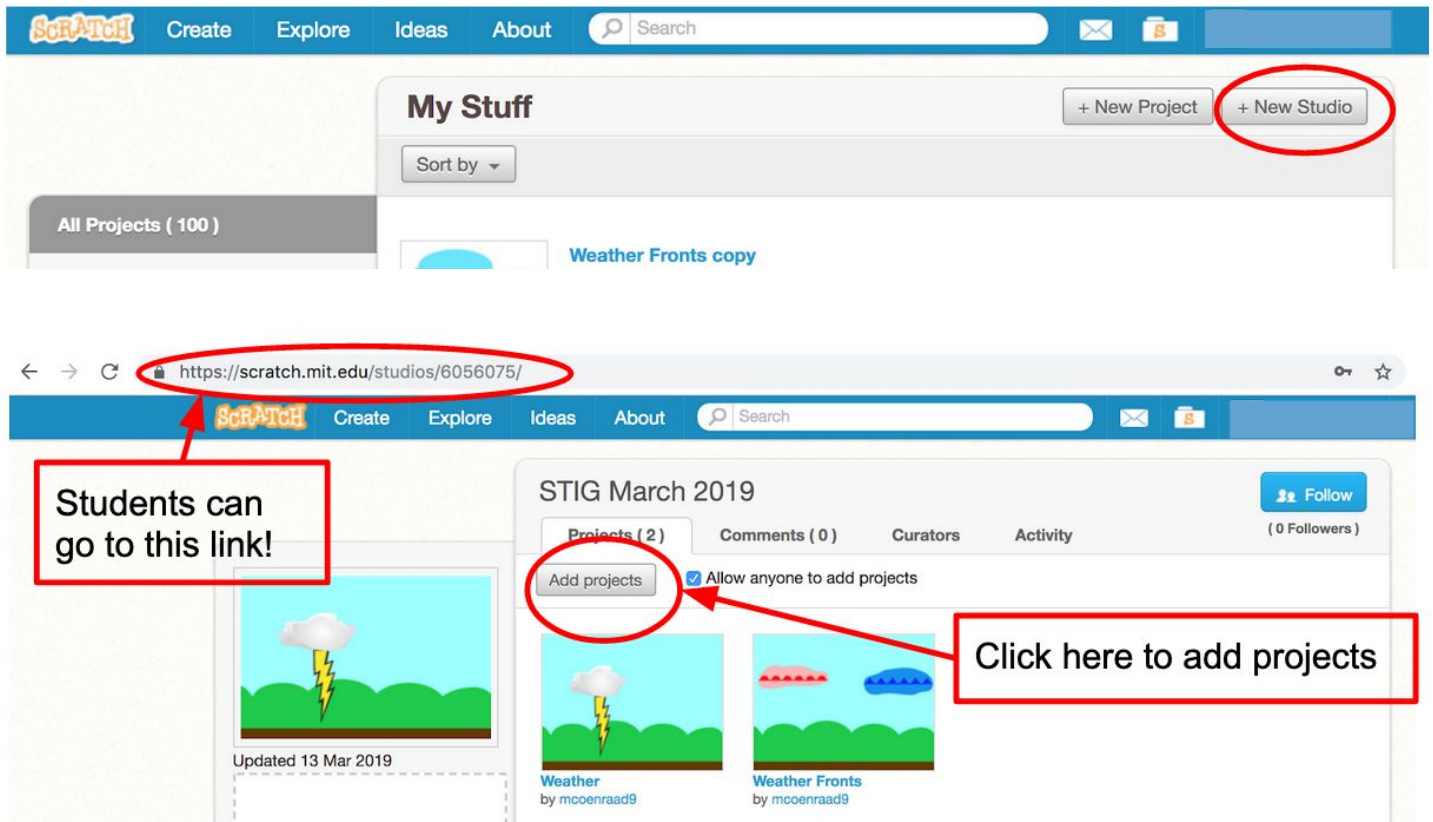 SCRATCH Create Explore Ideas About Search S
My Stuff + New Project + New Studio
Sort by
All Projects ( 100 )
Weather Fronts copy
https://scratch.mit.edu/studios/6056075/
SCRATCH Create Explore Ideas About Search S
Students can
go to this link!
STIG March 2019 Follow
Projects ( 2 ) Comments ( 0 ) Curators Activity ( 0 Followers )
Add projects Allow anyone to add projects
Click here to add projects
Updated 13 Mar 2019
Weather Weather Fronts
by mcoenraad9 by mcoenraad9